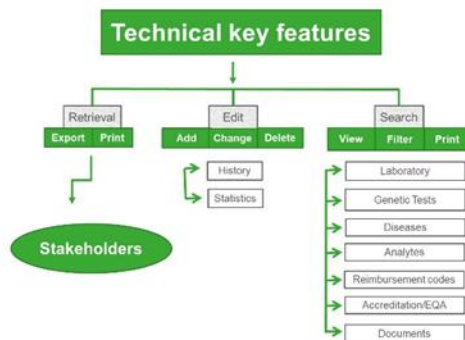 Technical key features
Retrieval
Edit
Search
Export Print
Add Change Delete
View Filter Print
Stakeholders
History
Statistics
Laboratory
Genetic Tests
Diseases
Analytes
Reimbursement codes
Accreditation/EQA
Documents